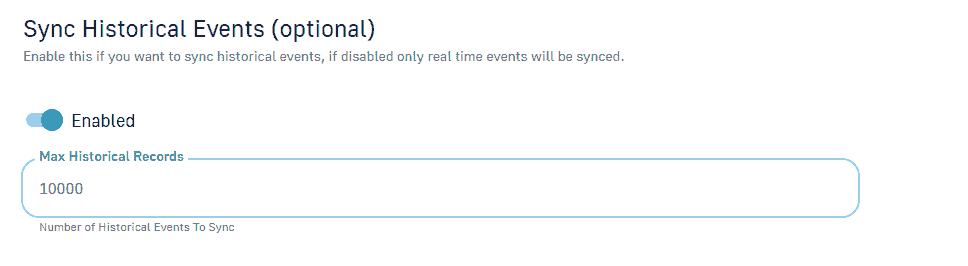 Sync Historical Events (optional)
Enable this if you want to sync historical events, if disabled only real time events will be synced.
Enabled
Max Historical Records
10000
Number of Historical Events To Sync